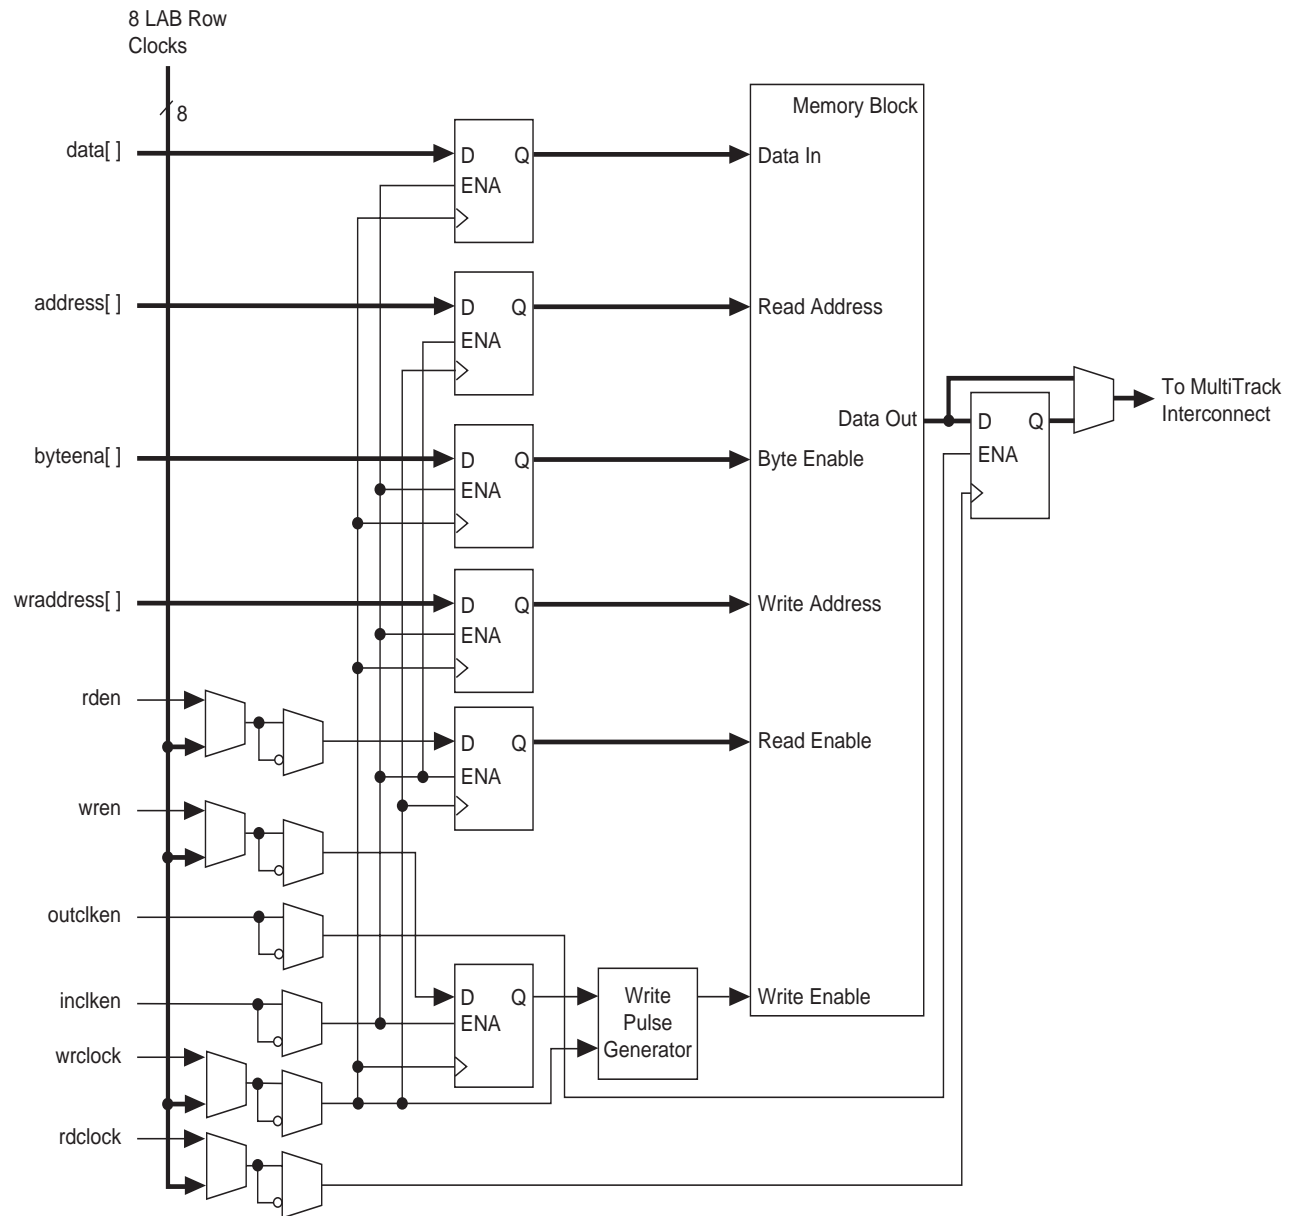 8 LAB Row
Clocks
8
Memory Block
data[ ]
D Q
Data In
ENA
address[ ]
D Q
Read Address
ENA
To MultiTrack
Interconnect
Data Out
D Q
ENA
byteena[ ]
D Q
Byte Enable
ENA
wraddress[ ]
D Q
Write Address
ENA
rden
D Q
Read Enable
ENA
wren
outclken
inclken
D Q
ENA
Write
Pulse
Generator
Write Enable
wrclock
rdclock